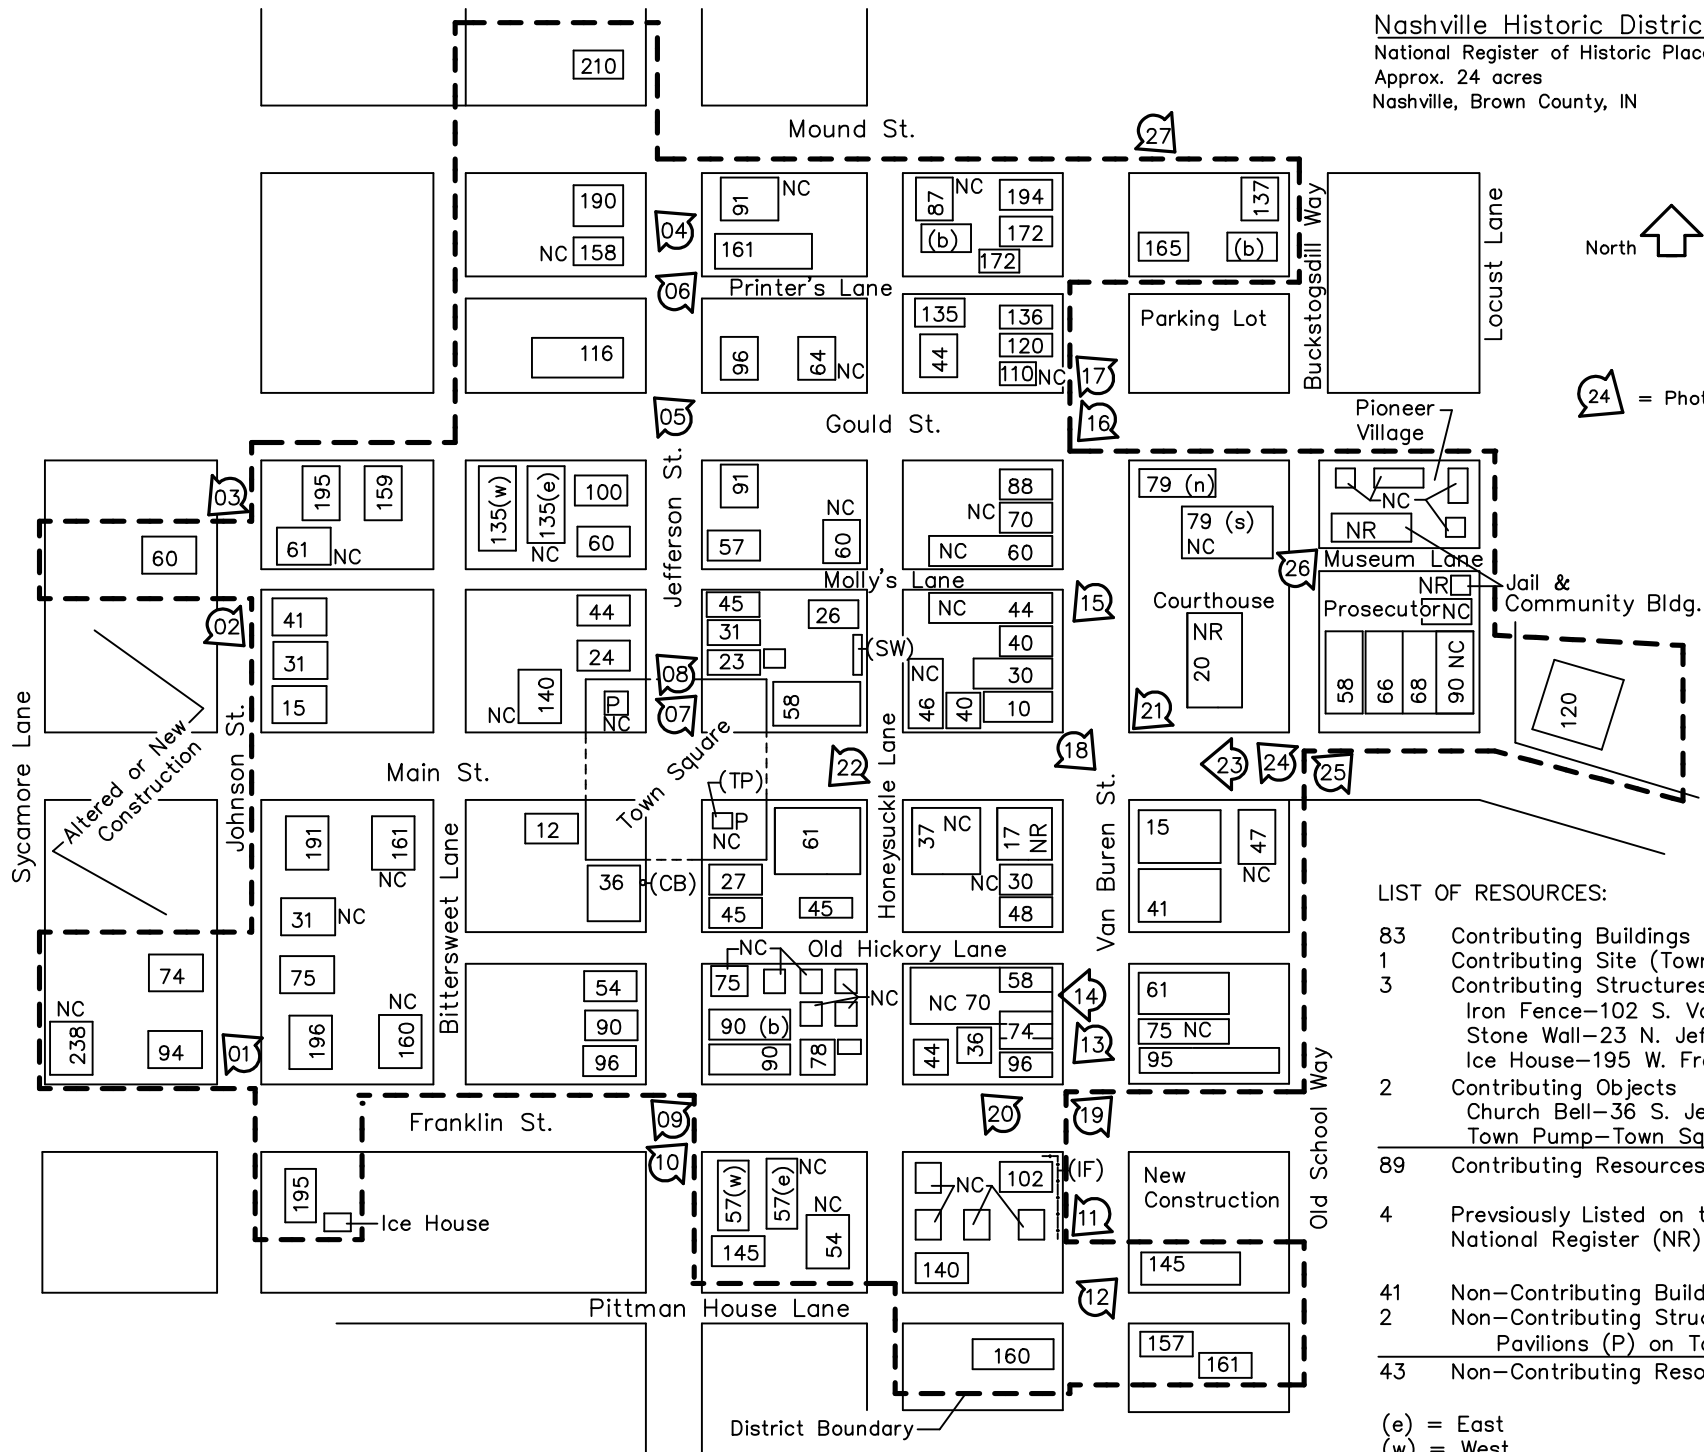 Nashville Historic Distric
National Register of Historic Plac
Approx. 24 acres
Nashville, Brown County, IN
210
Mound St.
27
190
NC 158
04
91 NC
161
87 NC
(b)
194
172
172
137
165
(b)
Buckstogsdill Way
Locust Lane
North
06
Printer's Lane
116
96
64 NC
135
44
136
120
110 NC
17
Parking Lot
24 = Phot
05
Gould St.
16
Pioneer
Village
03
195
159
61 NC
135(w)
135(e)
NC
100
60
Jefferson St.
91
57
NC
60
88
NC 70
NC 60
79 (n)
79 (s)
NC
NC
NR
60
Molly's Lane
26
Museum Lane
02
41
31
15
44
24
140
NC
P
NC
08
07
45
31
23
26
(SW)
58
NC 44
40
30
10
NC
46
40
15
Courthouse
NR
20
21
NR
Prosecutor NC
Jail &
Community Bldg.
58
66
68
90 NC
120
Sycamore Lane
Altered or New
Construction
Johnson St.
Main St.
Town Square
22
Honeysuckle Lane
18
23
24
25
Van Buren St.
(TP)
P
NC
191
161
NC
31 NC
75
196
NC
160
Bittersweet Lane
12
36
(CB)
61
27
45
45
37 NC
17
NR
NC 30
48
15
41
47
NC
LIST OF RESOURCES:
83 Contributing Buildings
1 Contributing Site (Town
3 Contributing Structures
Iron Fence-102 S. Va
Stone Wall-23 N. Jef
Ice House-195 W. Fra
2 Contributing Objects
Church Bell-36 S. Je
Town Pump-Town Sq
89 Contributing Resources
4 Prevsiously Listed on t
National Register (NR)
41 Non-Contributing Build
2 Non-Contributing Struc
Pavilions (P) on To
43 Non-Contributing Reso
(e) = East
(w) = West
74
NC
238
94
01
54
90
96
NC
Old Hickory Lane
75
NC
90 (b)
90
78
NC 70
58
74
96
44
36
14
13
61
75 NC
95
Old School Way
Franklin St.
09
10
20
19
195
Ice House
57(w)
57(e)
NC
NC
54
145
NC
102
(IF)
140
11
New
Construction
145
12
Pittman House Lane
160
157
161
District Boundary